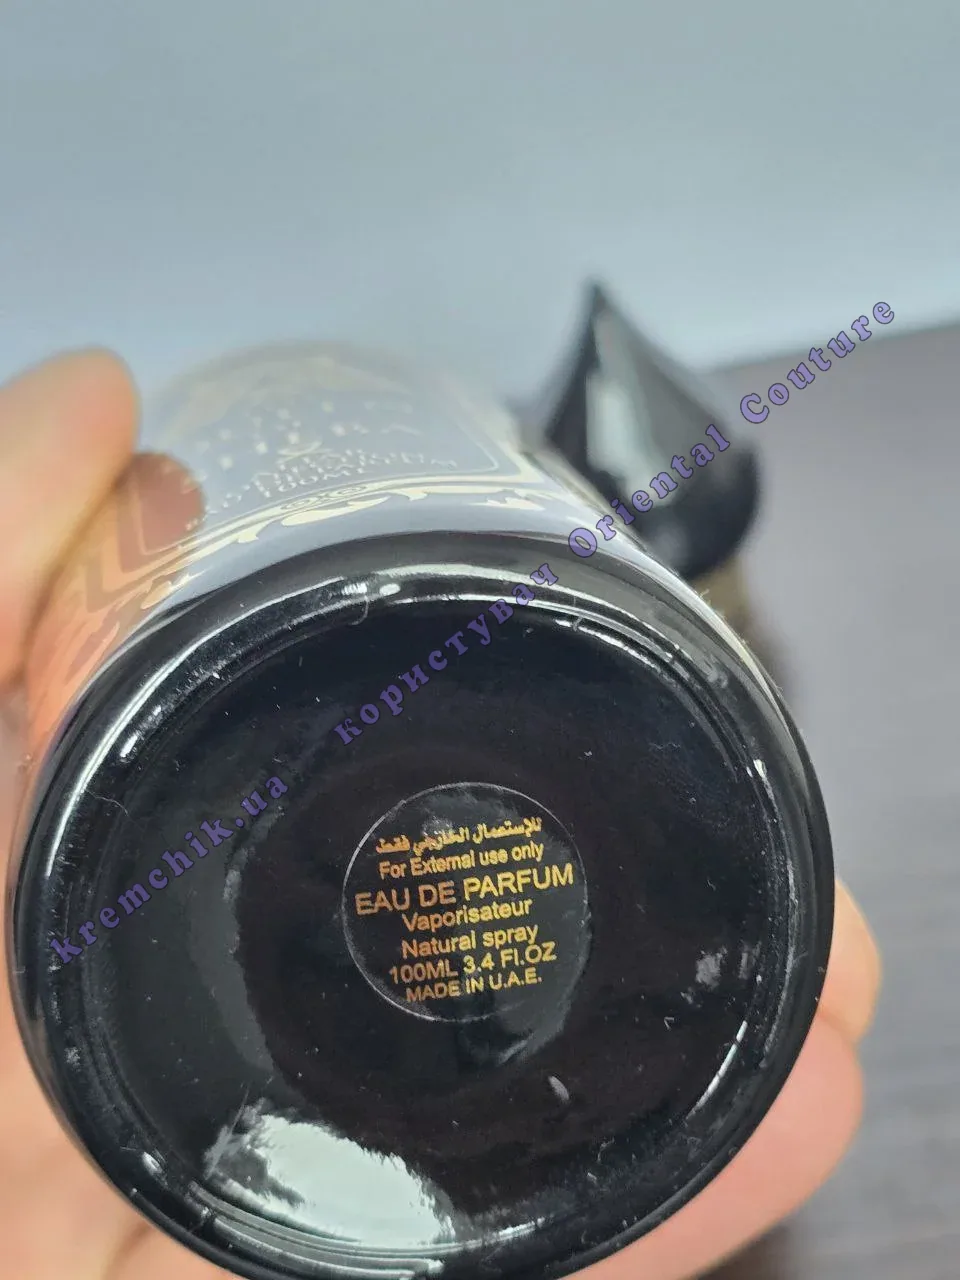 للإستعمال الخارجي فقط
For External use only
EAU DE PARFUM
Vaporisateur
Natural spray
100ML 3.4 Fl.OZ
MADE IN U.A.E.
kremchik.ua - користувач Oriental Couture